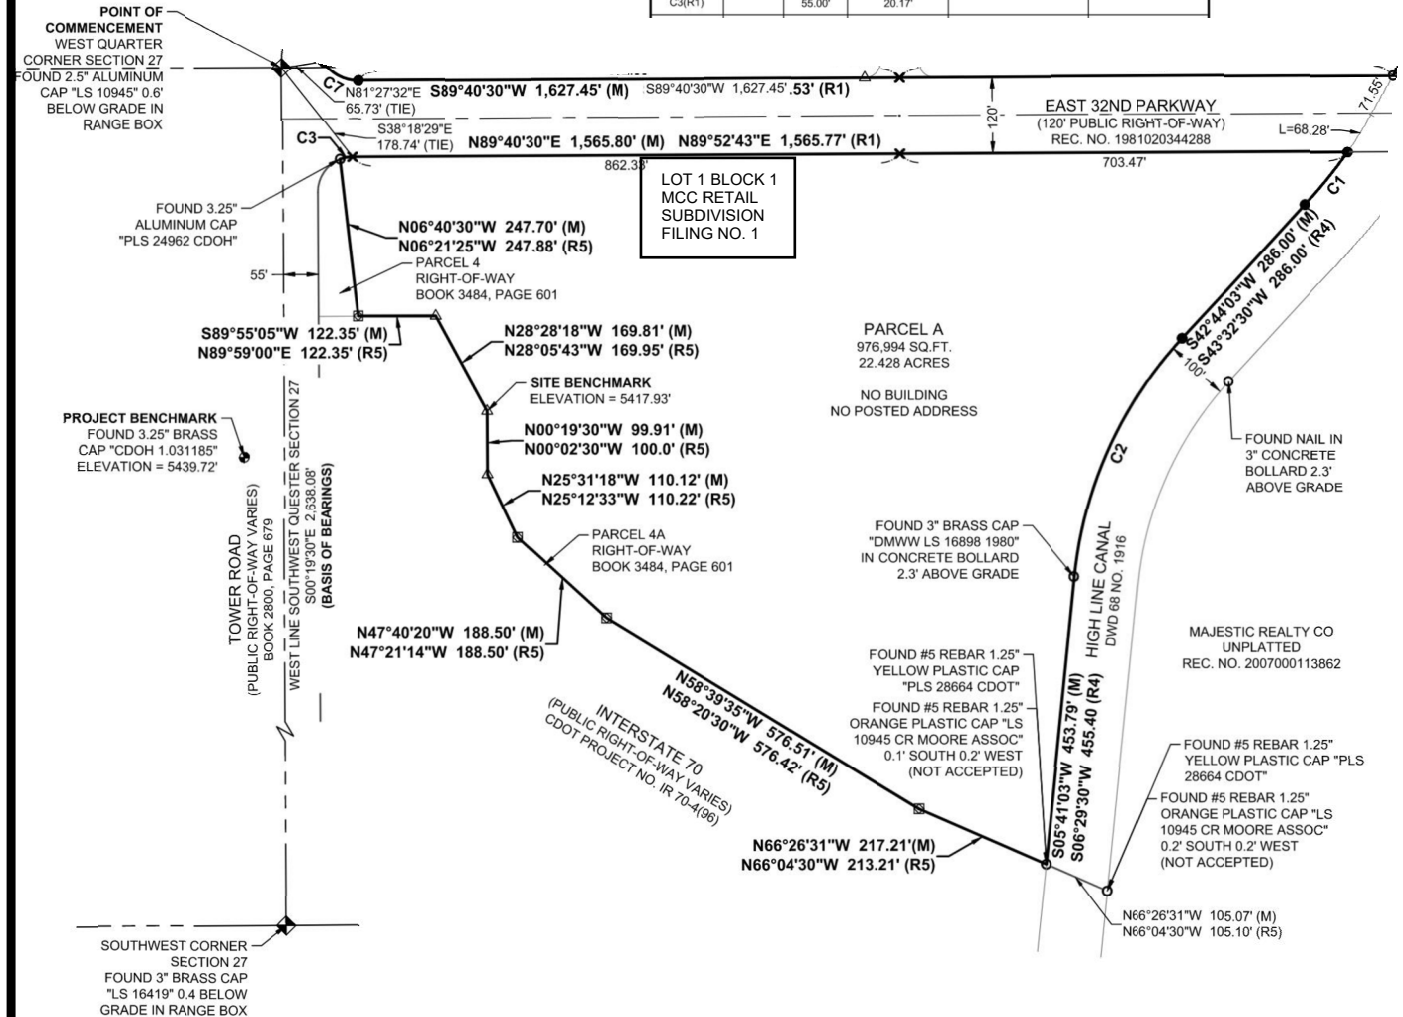 C3(R1) 55.00' 20.17'
POINT OF
COMMENCEMENT
WEST QUARTER
CORNER SECTION 27
FOUND 2.5" ALUMINUM
CAP "LS 10945" 0.6'
BELOW GRADE IN
RANGE BOX
C7
N81°27'32"E
65.73' (TIE)
S89°40'30"W 1,627.45' (M)
S89°40'30"W 1,627.45'
.53' (R1)
71.55'
120'
EAST 32ND PARKWAY
(120' PUBLIC RIGHT-OF-WAY)
REC. NO. 1981020344288
L=68.28'
C3
S38°18'29"E
178.74' (TIE)
N89°40'30"E 1,565.80' (M)
N89°52'43"E 1,565.77' (R1)
862.33'
703.47'
LOT 1 BLOCK 1
MCC RETAIL
SUBDIVISION
FILING NO. 1
C1
FOUND 3.25"
ALUMINUM CAP
"PLS 24962 CDOH"
N06°40'30"W 247.70' (M)
N06°21'25"W 247.88' (R5)
PARCEL 4
RIGHT-OF-WAY
BOOK 3484, PAGE 601
55'
S42°44'03"W 286.00' (M)
S43°32'30"W 286.00' (R4)
100'
S89°55'05"W 122.35' (M)
N89°59'00"E 122.35' (R5)
N28°28'18"W 169.81' (M)
N28°05'43"W 169.95' (R5)
PARCEL A
976,994 SQ.FT.
22.428 ACRES
NO BUILDING
NO POSTED ADDRESS
SITE BENCHMARK
ELEVATION = 5417.93'
PROJECT BENCHMARK
FOUND 3.25" BRASS
CAP "CDOH 1.031185"
ELEVATION = 5439.72'
N00°19'30"W 99.91' (M)
N00°02'30"W 100.0' (R5)
C2
FOUND NAIL IN
3" CONCRETE
BOLLARD 2.3'
ABOVE GRADE
N25°31'18"W 110.12' (M)
N25°12'33"W 110.22' (R5)
TOWER ROAD
(PUBLIC RIGHT-OF-WAY VARIES)
BOOK 2800, PAGE 679
WEST LINE SOUTHWEST QUESTER SECTION 27
S00°19'30"E 2,638.08'
(BASIS OF BEARINGS)
PARCEL 4A
RIGHT-OF-WAY
BOOK 3484, PAGE 601
FOUND 3" BRASS CAP
"DMWW LS 16898 1980"
IN CONCRETE BOLLARD
2.3' ABOVE GRADE
HIGH LINE CANAL
DWD 68 NO. 1916
N47°40'20"W 188.50' (M)
N47°21'14"W 188.50' (R5)
MAJESTIC REALTY CO
UNPLATTED
REC. NO. 2007000113862
FOUND #5 REBAR 1.25"
YELLOW PLASTIC CAP
"PLS 28664 CDOT"
N58°39'35"W 576.51' (M)
N58°20'30"W 576.42' (R5)
INTERSTATE 70
(PUBLIC RIGHT-OF-WAY VARIES)
CDOT PROJECT NO. IR 70-4(96)
FOUND #5 REBAR 1.25"
ORANGE PLASTIC CAP "LS
10945 CR MOORE ASSOC"
0.1' SOUTH 0.2' WEST
(NOT ACCEPTED)
S05°41'03"W 453.79' (M)
S06°29'30"W 455.40 (R4)
FOUND #5 REBAR 1.25"
YELLOW PLASTIC CAP "PLS
28664 CDOT"
FOUND #5 REBAR 1.25"
ORANGE PLASTIC CAP "LS
10945 CR MOORE ASSOC"
0.2' SOUTH 0.2' WEST
(NOT ACCEPTED)
N66°26'31"W 217.21'(M)
N66°04'30"W 213.21' (R5)
N66°26'31"W 105.07' (M)
N66°04'30"W 105.10' (R5)
SOUTHWEST CORNER
SECTION 27
FOUND 3" BRASS CAP
"LS 16419" 0.4 BELOW
GRADE IN RANGE BOX